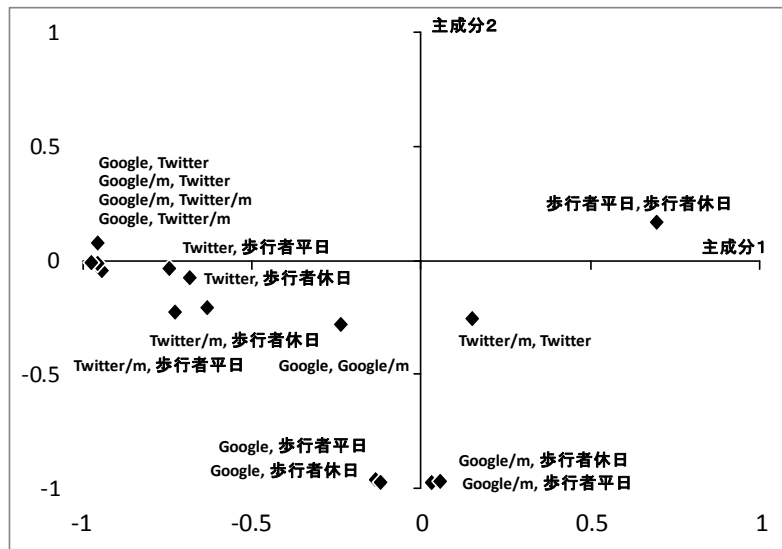 主成分2
1
0.5
Google, Twitter
Google/m, Twitter
Google/m, Twitter/m
Google, Twitter/m
歩行者平日,歩行者休日
Twitter, 歩行者平日
主成分1
0
Twitter, 歩行者休日
Twitter/m, 歩行者休日
Twitter/m, Twitter
Twitter/m, 歩行者平日
Google, Google/m
-0.5
Google, 歩行者平日
Google/m, 歩行者休日
Google, 歩行者休日
Google/m, 歩行者平日
-1
-1
-0.5
0
0.5
1